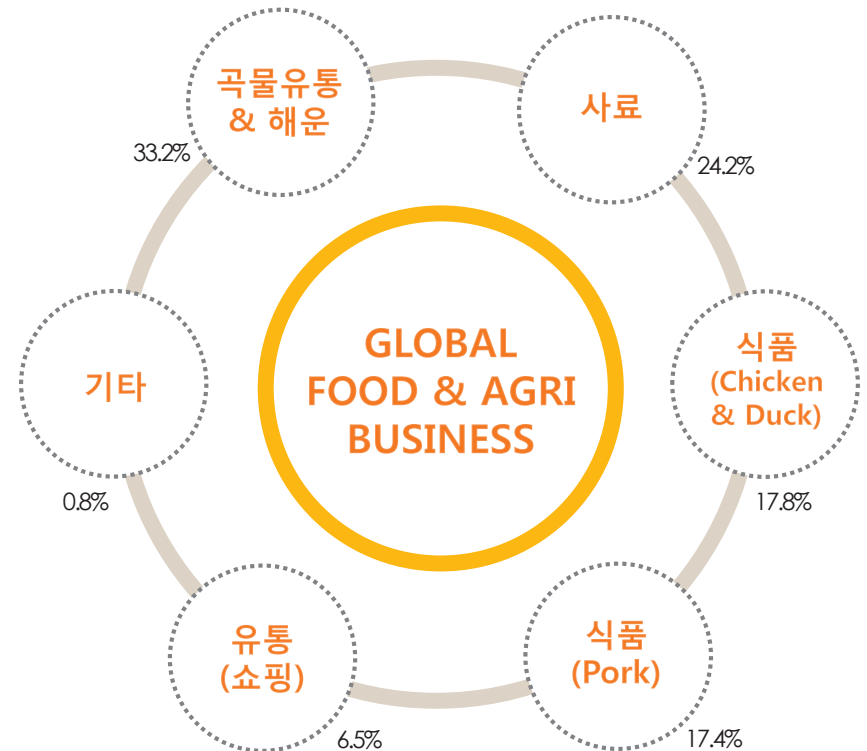 곡물유통
& 해운
33.2%
사료
24.2%
식품
(Chicken
& Duck)
17.8%
식품
(Pork)
17.4%
유통
(쇼핑)
6.5%
기타
0.8%
GLOBAL
FOOD & AGRI
BUSINESS